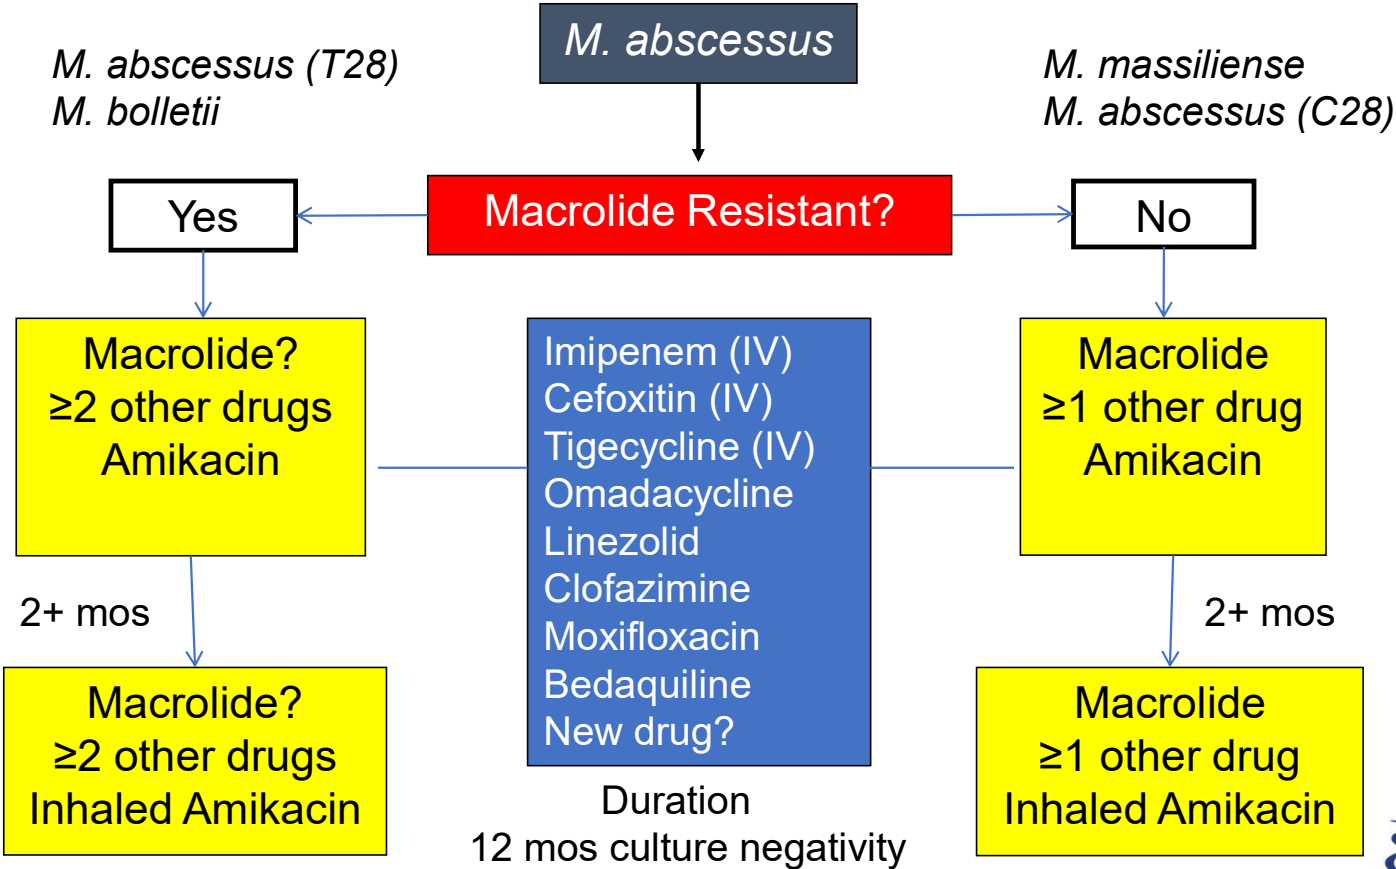 M. abscessus
M. abscessus (T28)
M. bolletii
M. massiliense
M. abscessus (C28)
Yes
Macrolide Resistant?
No
Macrolide?
≥2 other drugs
Amikacin
Imipenem (IV)
Cefoxitin (IV)
Tigecycline (IV)
Omadacycline
Linezolid
Clofazimine
Moxifloxacin
Bedaquiline
New drug?
Macrolide
≥1 other drug
Amikacin
2+ mos
2+ mos
Macrolide?
≥2 other drugs
Inhaled Amikacin
Duration
12 mos culture negativity
Macrolide
≥1 other drug
Inhaled Amikacin